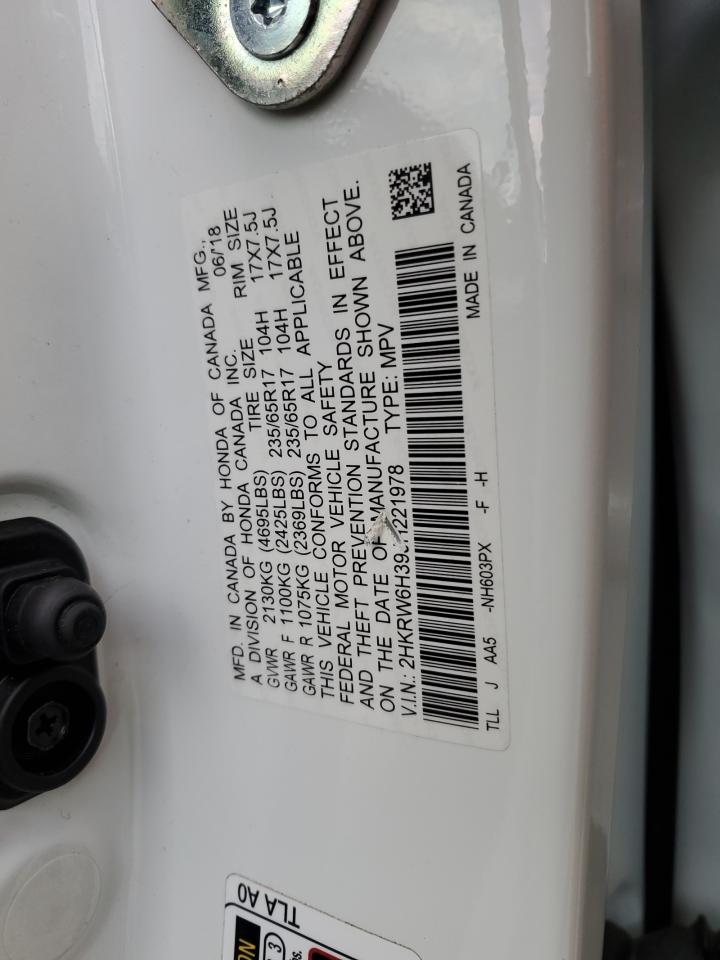 MFD. IN CANADA BY HONDA OF CANADA MFG.,
A DIVISION OF HONDA CANADA INC. 06/18
TIRE SIZE RIM SIZE
GVWR 2130KG (4695LBS)
GAWR F 1100KG (2425LBS) 235/65R17 104H 17X7.5J
GAWR R 1075KG (2369LBS) 235/65R17 104H 17X7.5J
THIS VEHICLE CONFORMS TO ALL APPLICABLE
FEDERAL MOTOR VEHICLE SAFETY
AND THEFT PREVENTION STANDARDS IN EFFECT
ON THE DATE OF MANUFACTURE SHOWN ABOVE.
V.I.N.: TYPE: MPV
TLL J AA5 -NH603PX -F -H
MADE IN CANADA
TLA A0